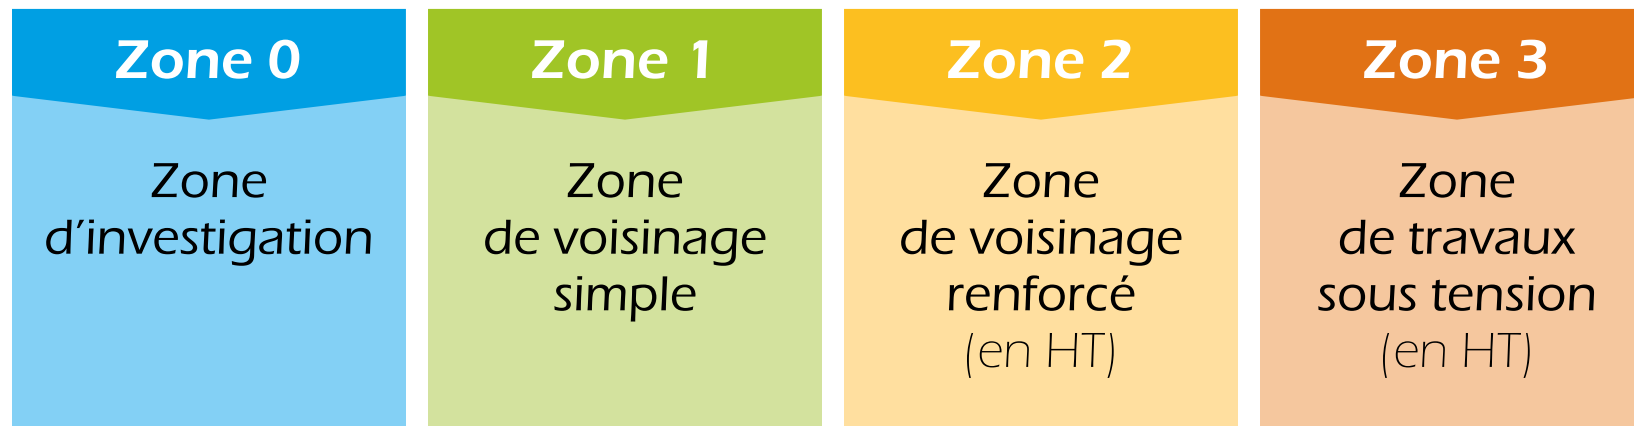 Zone 0
Zone
d’investigation
Zone 1
Zone
de voisinage
simple
Zone 2
Zone
de voisinage
renforcé
(en HT)
Zone 3
Zone
de travaux
sous tension
(en HT)